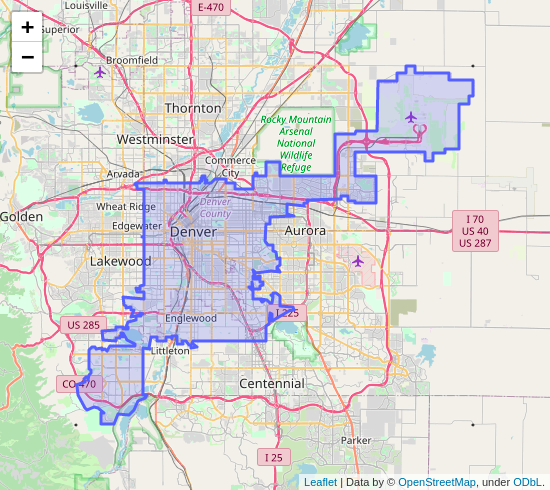 Louisville
E-470
+
Superior
−
Broomfield
Thornton
Rocky Mountain
Arsenal
National
Wildlife
Refuge
Westminster
Commerce
City
Arvada
Denver
County
Wheat Ridge
Golden
Edgewater
Denver
Aurora
I 70
US 40
US 287
Lakewood
I 225
Englewood
US 285
Littleton
CO 470
Centennial
Parker
I 25
Leaflet | Data by © OpenStreetMap, under ODbL.